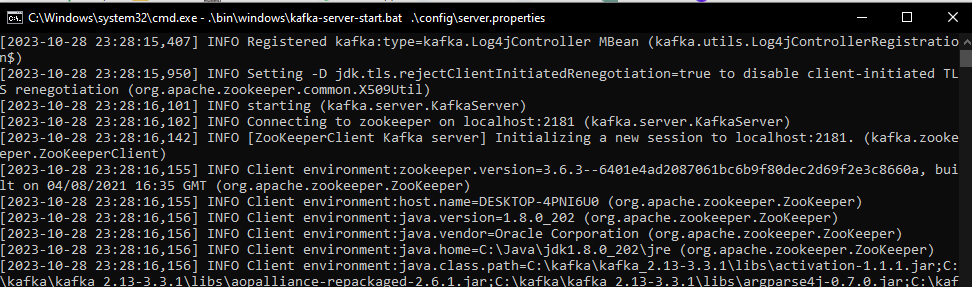 C:\Windows\system32\cmd.exe - .\bin\windows\kafka-server-start.bat  .\config\server.properties
[2023-10-28 23:28:15,407] INFO Registered kafka:type=kafka.Log4jController MBean (kafka.utils.Log4jControllerRegistratio
n$)
[2023-10-28 23:28:15,950] INFO Setting -D jdk.tls.rejectClientInitiatedRenegotiation=true to disable client-initiated TL
S renegotiation (org.apache.zookeeper.common.X509Util)
[2023-10-28 23:28:16,101] INFO starting (kafka.server.KafkaServer)
[2023-10-28 23:28:16,102] INFO Connecting to zookeeper on localhost:2181 (kafka.server.KafkaServer)
[2023-10-28 23:28:16,142] INFO [ZooKeeperClient Kafka server] Initializing a new session to localhost:2181. (kafka.zooke
eper.ZooKeeperClient)
[2023-10-28 23:28:16,155] INFO Client environment:zookeeper.version=3.6.3--6401e4ad2087061bc6b9f80dec2d69f2e3c8660a, bui
lt on 04/08/2021 16:35 GMT (org.apache.zookeeper.ZooKeeper)
[2023-10-28 23:28:16,155] INFO Client environment:host.name=DESKTOP-4PNI6U0 (org.apache.zookeeper.ZooKeeper)
[2023-10-28 23:28:16,156] INFO Client environment:java.version=1.8.0_202 (org.apache.zookeeper.ZooKeeper)
[2023-10-28 23:28:16,156] INFO Client environment:java.vendor=Oracle Corporation (org.apache.zookeeper.ZooKeeper)
[2023-10-28 23:28:16,156] INFO Client environment:java.home=C:\Java\jdk1.8.0_202\jre (org.apache.zookeeper.ZooKeeper)
[2023-10-28 23:28:16,156] INFO Client environment:java.class.path=C:\kafka\kafka_2.13-3.3.1\libs\activation-1.1.1.jar;C:
\kafka\kafka_2.13-3.3.1\libs\aopalliance-repackaged-2.6.1.jar;C:\kafka\kafka_2.13-3.3.1\libs\argparse4j-0.7.0.jar;C:\kaf